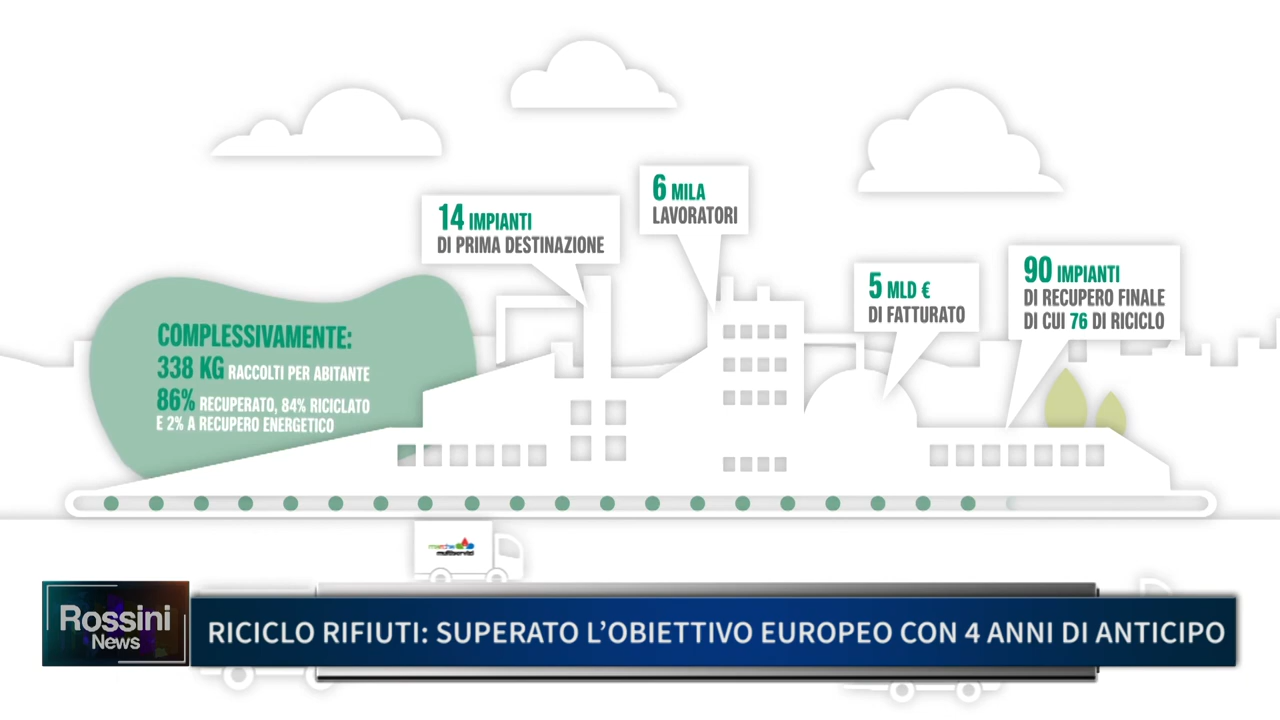 6 MILA
LAVORATORI
14 IMPIANTI
DI PRIMA DESTINAZIONE
5 MLD €
DI FATTURATO
90 IMPIANTI
DI RECUPERO FINALE
DI CUI 76 DI RICICLO
COMPLESSIVAMENTE:
338 KG RACCOLTI PER ABITANTE
86% RECUPERATO, 84% RICICLATO
E 2% A RECUPERO ENERGETICO
marche
multiservizi
Rossini
News
RICICLO RIFIUTI: SUPERATO L'OBIETTIVO EUROPEO CON 4 ANNI DI ANTICIPO